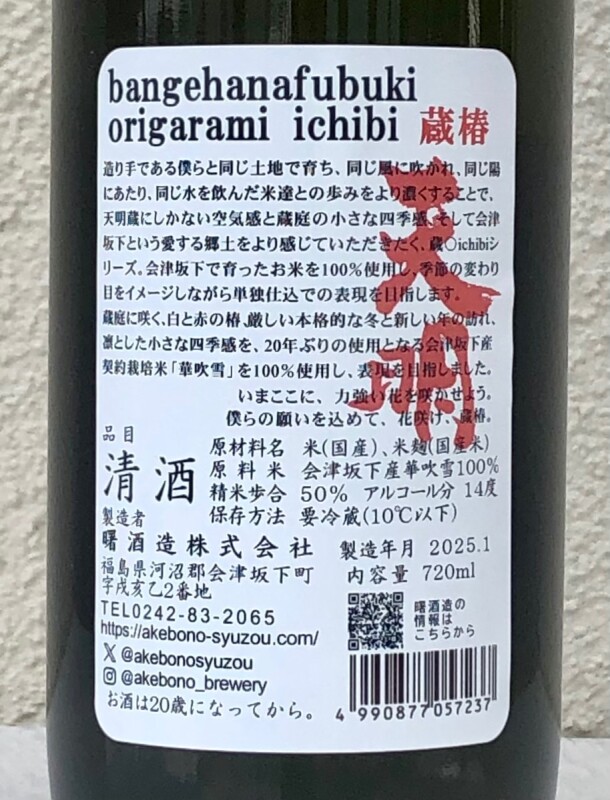 bangehanafubuki
origarami ichibi 蔵椿
造り手である僕らと同じ土地で育ち、同じ風に吹かれ、同じ陽
にあたり、同じ水を飲んだ米達との歩みをより濃くすることで、
天明蔵にしかない空気感と蔵庭の小さな四季感、そして会津
坂下という愛する郷土をより感じていただきたく、蔵○ichibiシ
リーズ。会津坂下で育ったお米を100%使用し、季節の変わり
目をイメージしながら単独仕込での表現を目指します。
蔵庭に咲く、白と赤の椿、厳しい本格的な冬と新しい年の訪れ、
凛とした小さな四季感を、20年ぶりの使用となる会津坂下産
契約栽培米「華吹雪」を100%使用し、表現を目指しました。
いまここに、力強い花を咲かせよう。
僕らの願いを込めて、花咲け、蔵椿。
天明
品目
清酒
原材料名 米(国産)、米麹(国産米)
原料米 会津坂下産華吹雪100%
精米歩合 50% アルコール分 14度
保存方法 要冷蔵(10℃以下)
製造者
曙酒造株式会社
福島県河沼郡会津坂下町
字戌亥乙2番地
TEL0242-83-2065
https://akebono-syuzou.com/
X @akebonosyuzou
@akebono_brewery
お酒は20歳になってから。
製造年月 2025.1
内容量 720ml
曙酒造の
情報は
こちらから
4 990877 057237